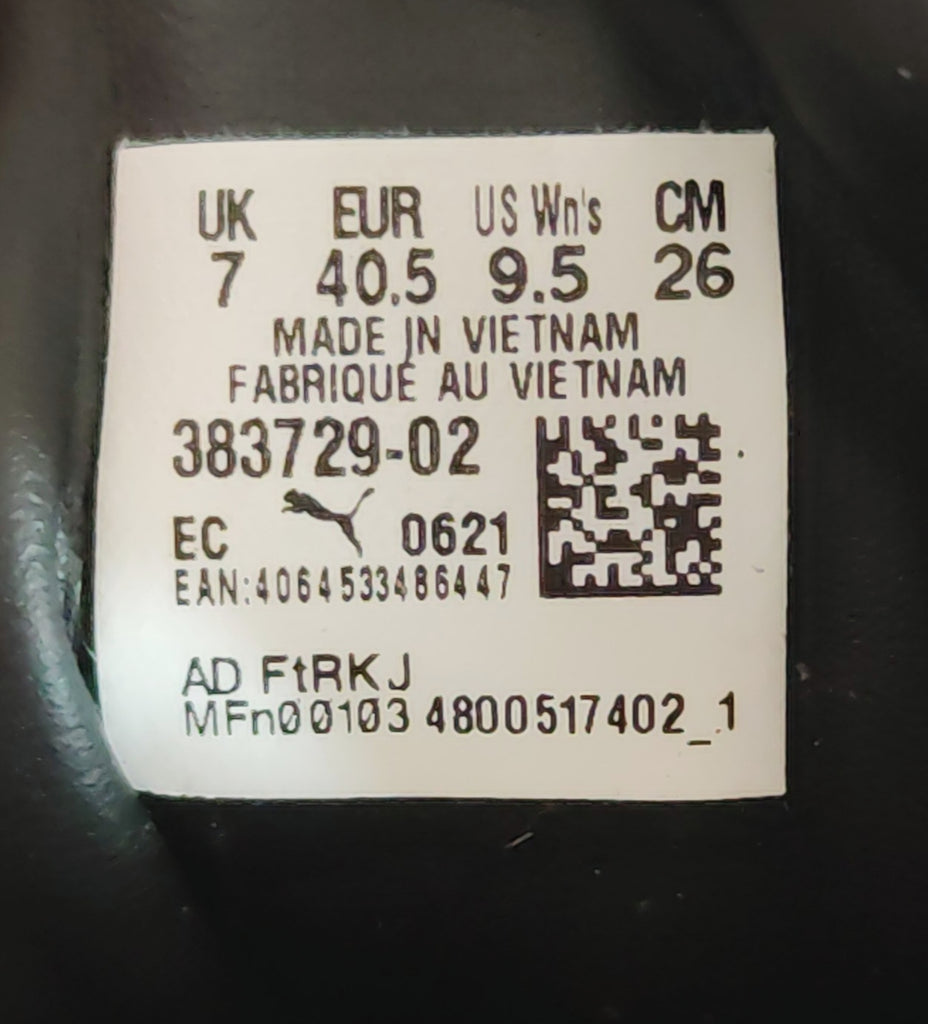 UK EUR US Wn's CM
7 40.5 9.5 26
MADE IN VIETNAM
FABRIQUÉ AU VIETNAM
383729-02
EC 0621
EAN:4064533486447
AD FtRKJ
MFn00103 4800517402_1